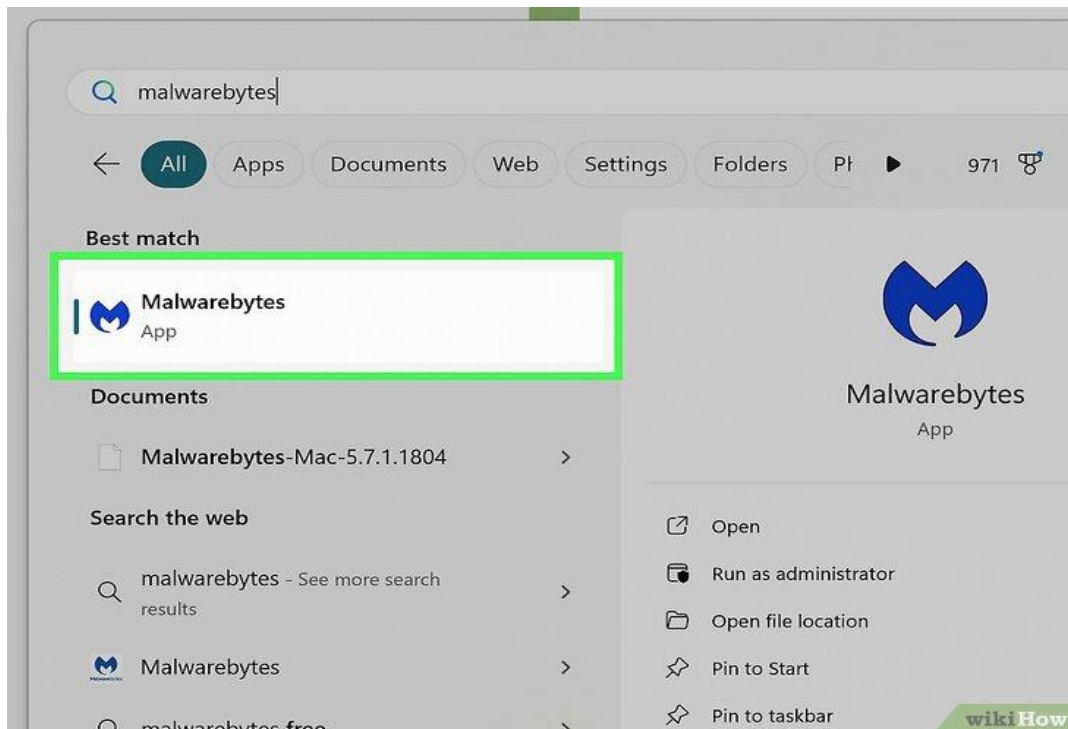 malwarebytes
All Apps Documents Web Settings Folders 971
Best match
Malwarebytes
App
Malwarebytes
App
Documents
Malwarebytes-Mac-5.7.1.1804
Search the web
malwarebytes - See more search
results
Malwarebytes
malwarebytes free
Open
Run as administrator
Open file location
Pin to Start
Pin to taskbar
wikiHow